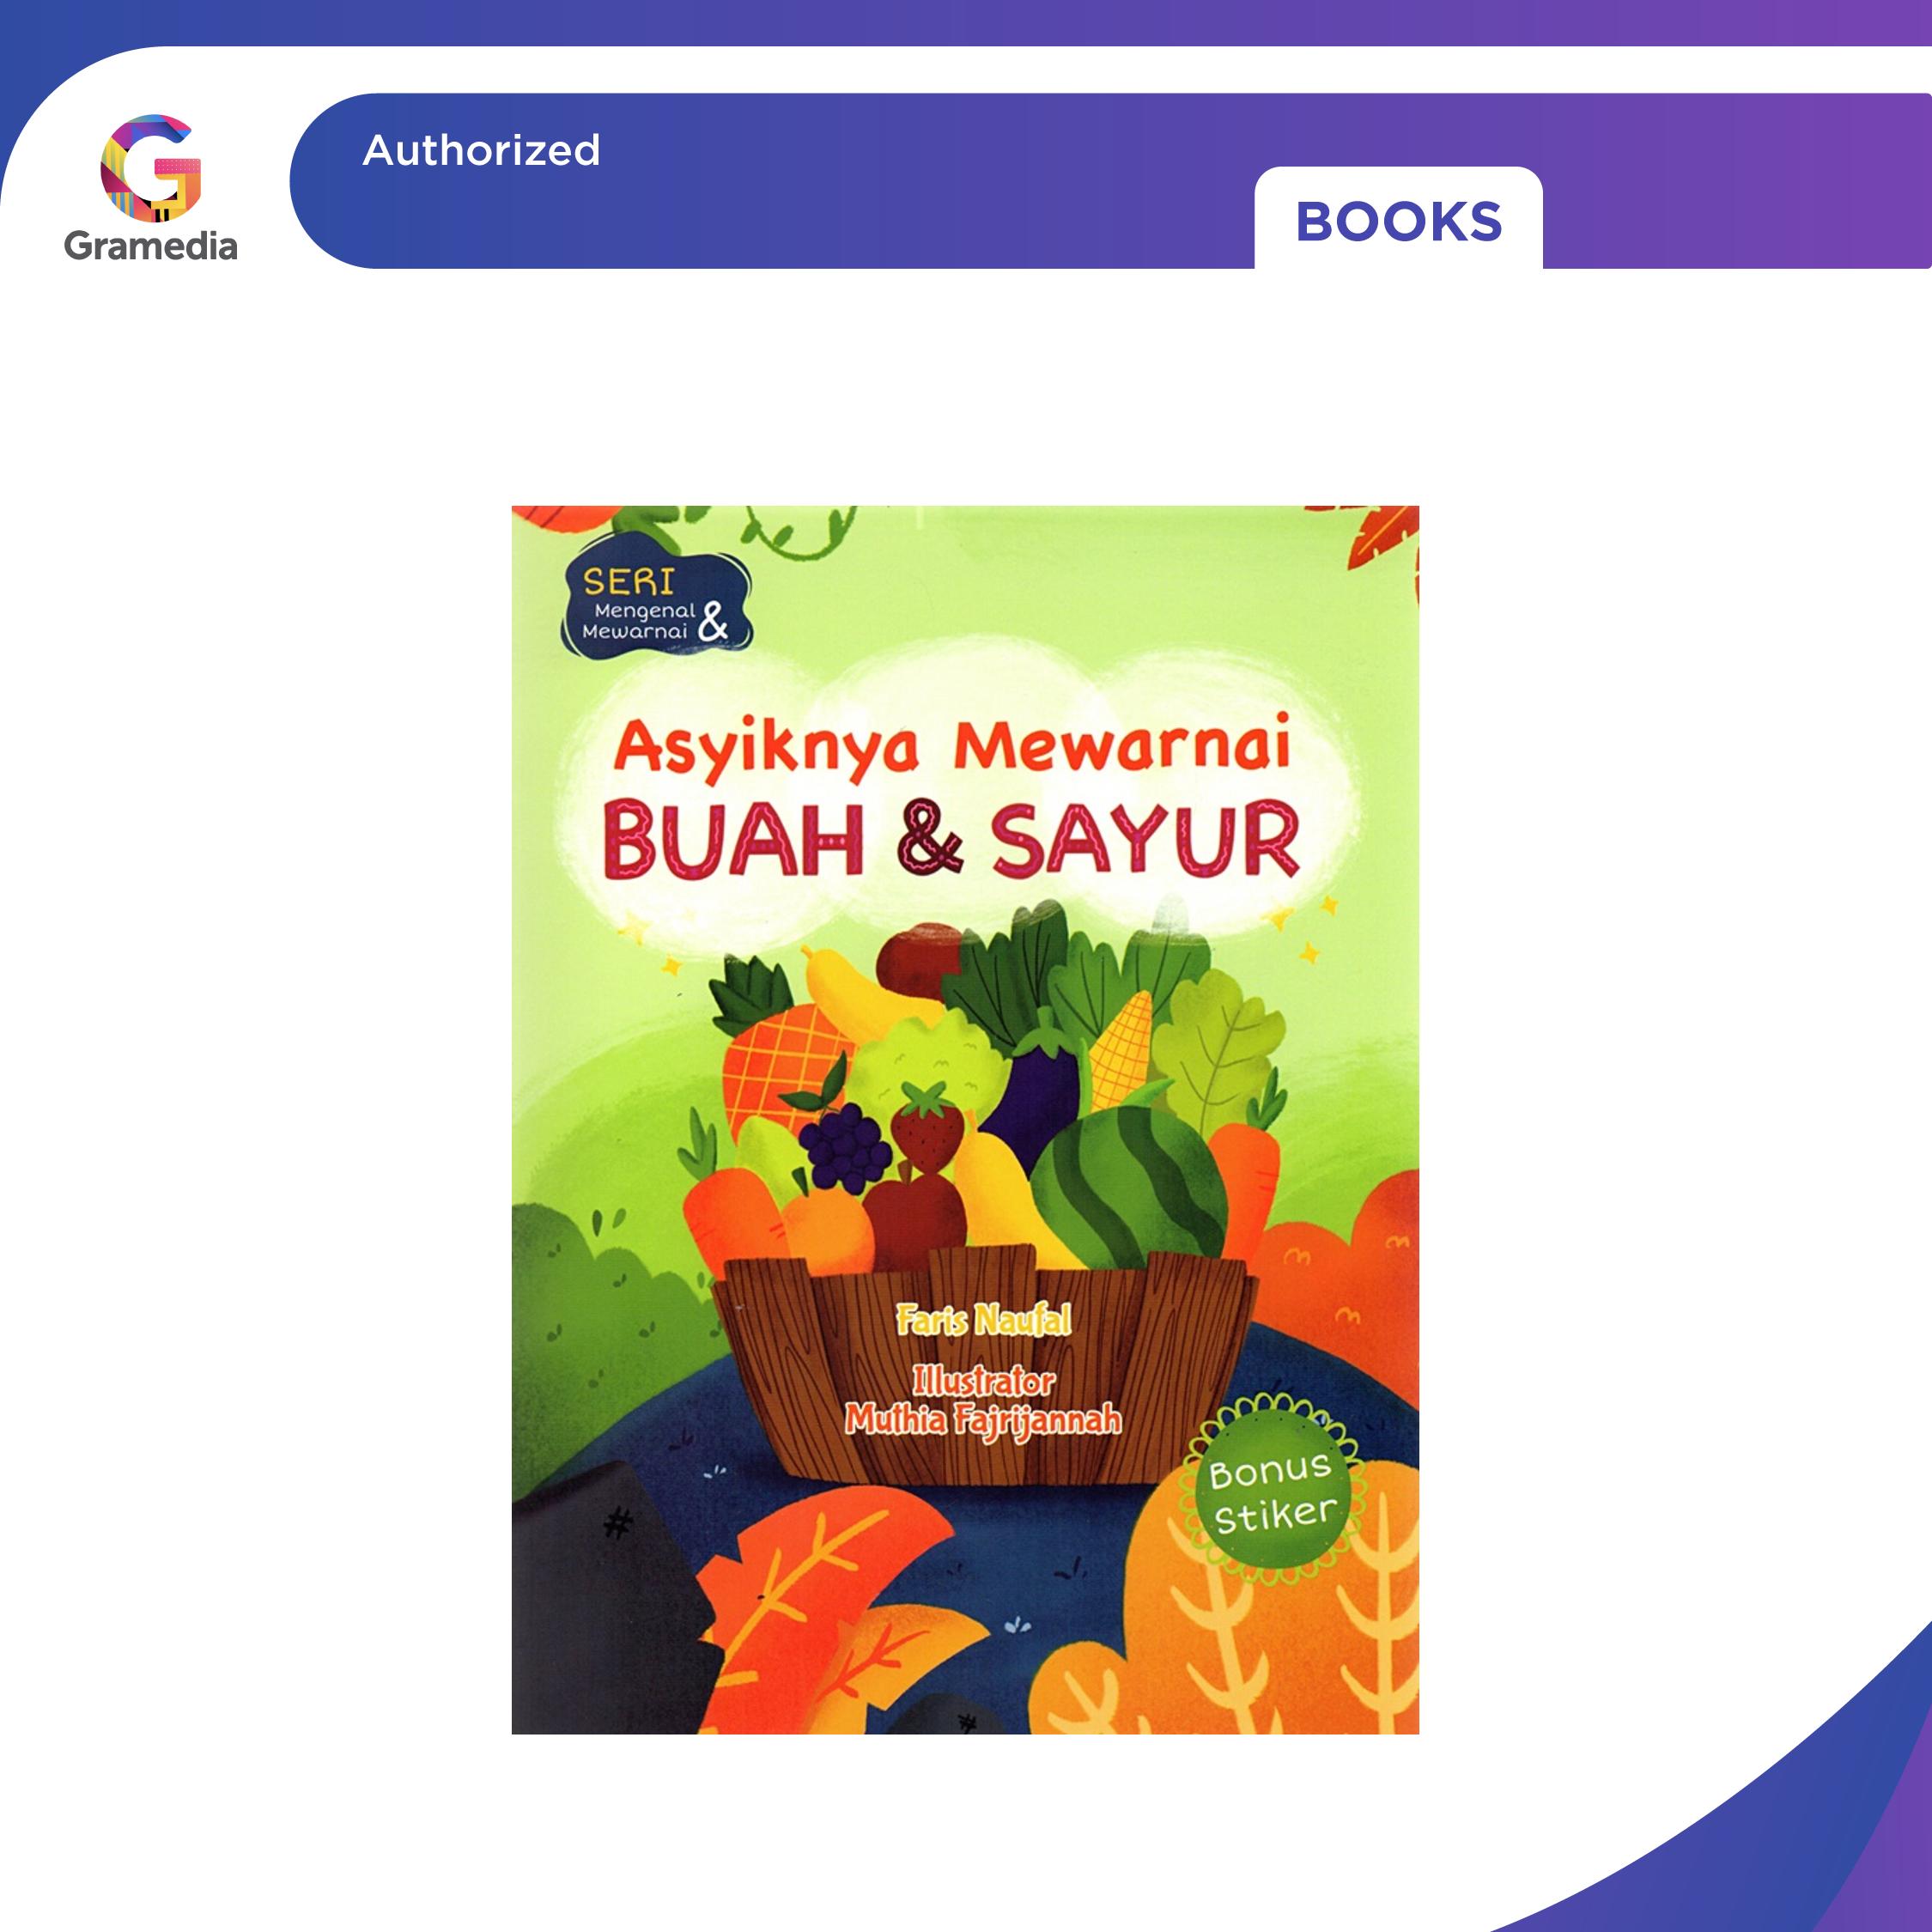 Gramedia
Authorized
BOOKS
SERI
Mengenal &
Mewarnai
Asyiknya Mewarnai
BUAH & SAYUR
Faris Naufal
Illustrator
Muthia Fajrijannah
Bonus
Stiker